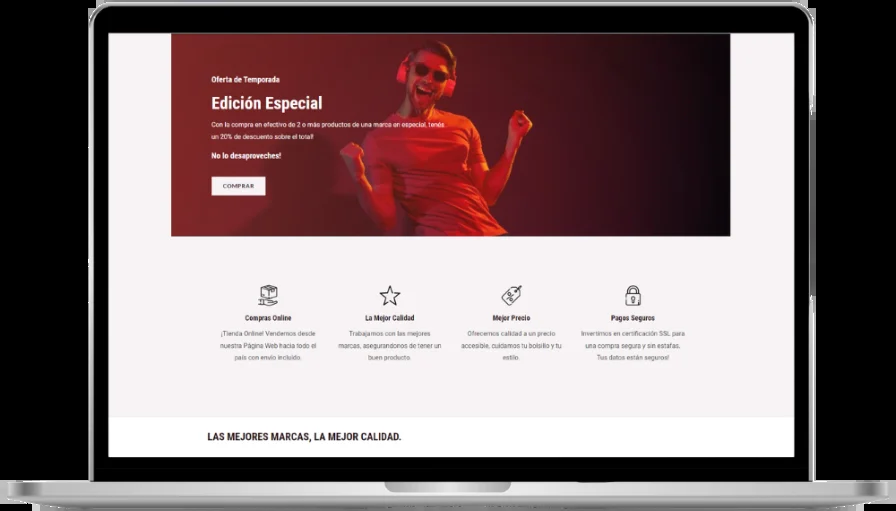 Oferta de Temporada
Edición Especial
Con la compra en efectivo de 2 o más productos de una marca en especial, tenés
un 20% de descuento sobre el total!
No lo desaproveches!
COMPRAR
Compras Online
¡Tienda Online! Vendemos desde
nuestra Página Web hacia todo el
país con envío incluido.
La Mejor Calidad
Trabajamos con las mejores
marcas, asegurandonos de tener un
buen producto.
Mejor Precio
Ofrecemos calidad a un precio
accesible, cuidamos tu bolsillo y tu
estilo.
Pagos Seguros
Invertimos en certificación SSL para
una compra segura y sin estafas.
Tus datos están seguros!
LAS MEJORES MARCAS, LA MEJOR CALIDAD.